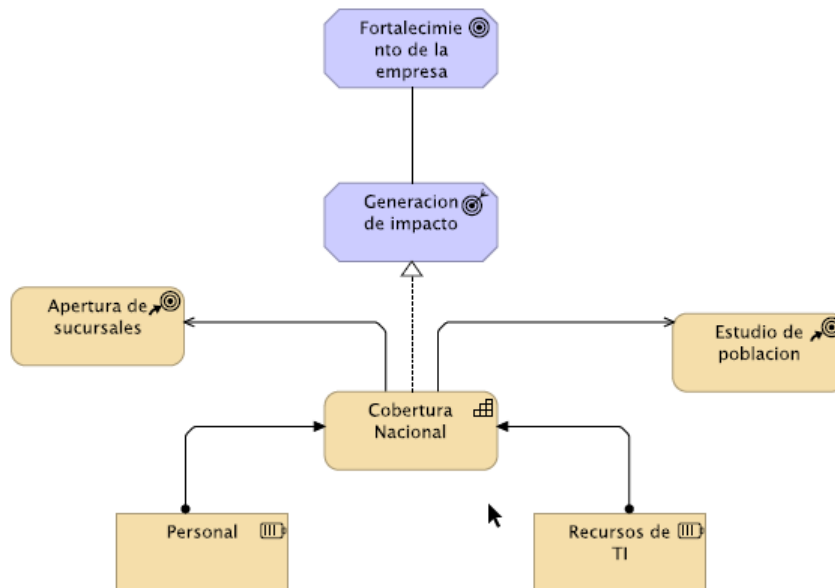 Fortalecimie
nto de la
empresa
Generacion
de impacto
Apertura de
sucursales
Estudio de
poblacion
Cobertura
Nacional
Personal
Recursos de
TI